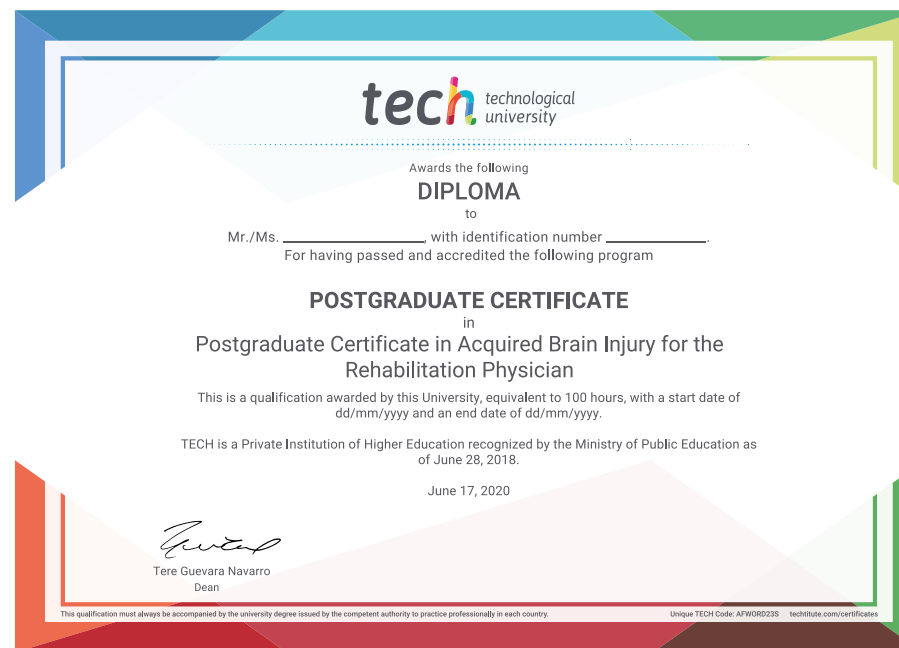 tech technological
university
Awards the following
DIPLOMA
to
Mr./Ms. ________________, with identification number ____________.
For having passed and accredited the following program
POSTGRADUATE CERTIFICATE
in
Postgraduate Certificate in Acquired Brain Injury for the
Rehabilitation Physician
This is a qualification awarded by this University, equivalent to 100 hours, with a start date of
dd/mm/yyyy and an end date of dd/mm/yyyy.
TECH is a Private Institution of Higher Education recognized by the Ministry of Public Education as
of June 28, 2018.
June 17, 2020
Tere Guevara Navarro
Dean
This qualification must always be accompanied by the university degree issued by the competent authority to practice professionally in each country. Unique TECH Code: AFWORD23S techtitute.com/certificates